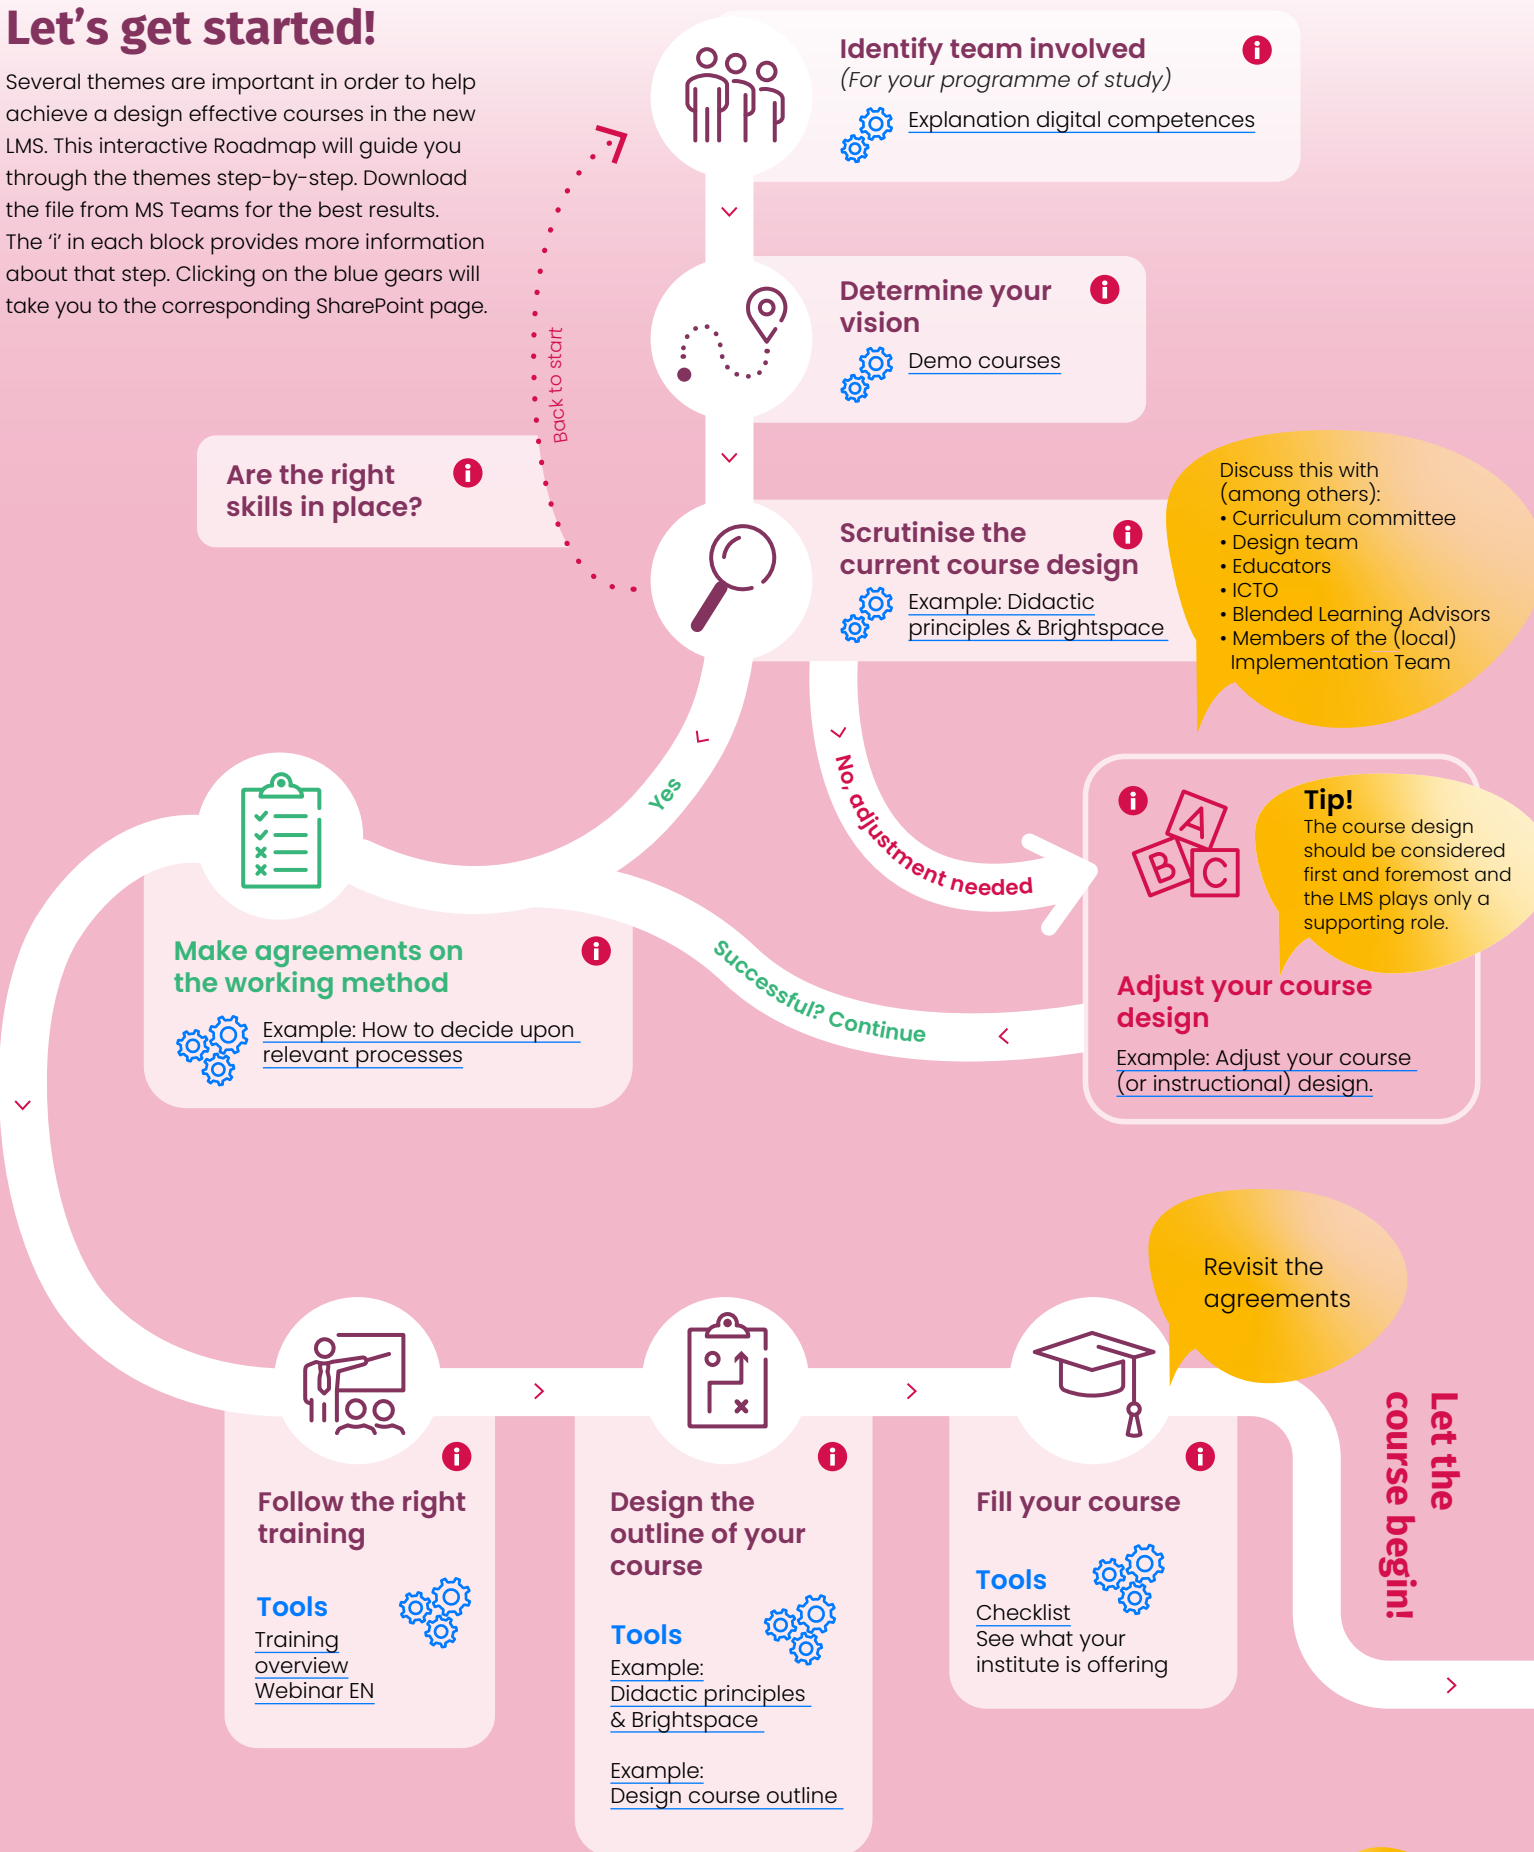 Let's get started!
Several themes are important in order to help
achieve a design effective courses in the new
LMS. This interactive Roadmap will guide you
through the themes step-by-step. Download
the file from MS Teams for the best results.
The ‘i’ in each block provides more information
about that step. Clicking on the blue gears will
take you to the corresponding SharePoint page.
Identify team involved
i
(For your programme of study)
Explanation digital competences
Determine your
vision
i
Demo courses
Back to start
Are the right
skills in place?
i
Scrutinise the
current course design
i
Example: Didactic
principles & Brightspace
Discuss this with
(among others):
• Curriculum committee
• Design team
• Educators
• ICTO
• Blended Learning Advisors
• Members of the (local)
Implementation Team
Yes
No, adjustment needed
i
A
B
C
Tip!
The course design
should be considered
first and foremost and
the LMS plays only a
supporting role.
Adjust your course
design
Example: Adjust your course
(or instructional) design.
Successful? Continue
Make agreements on
the working method
i
Example: How to decide upon
relevant processes
Revisit the
agreements
i
Follow the right
training
Tools
Training
overview
Webinar EN
i
Design the
outline of your
course
Tools
Example:
Didactic principles
& Brightspace
Example:
Design course outline
i
Fill your course
Tools
Checklist
See what your
institute is offering
Let the
course begin!